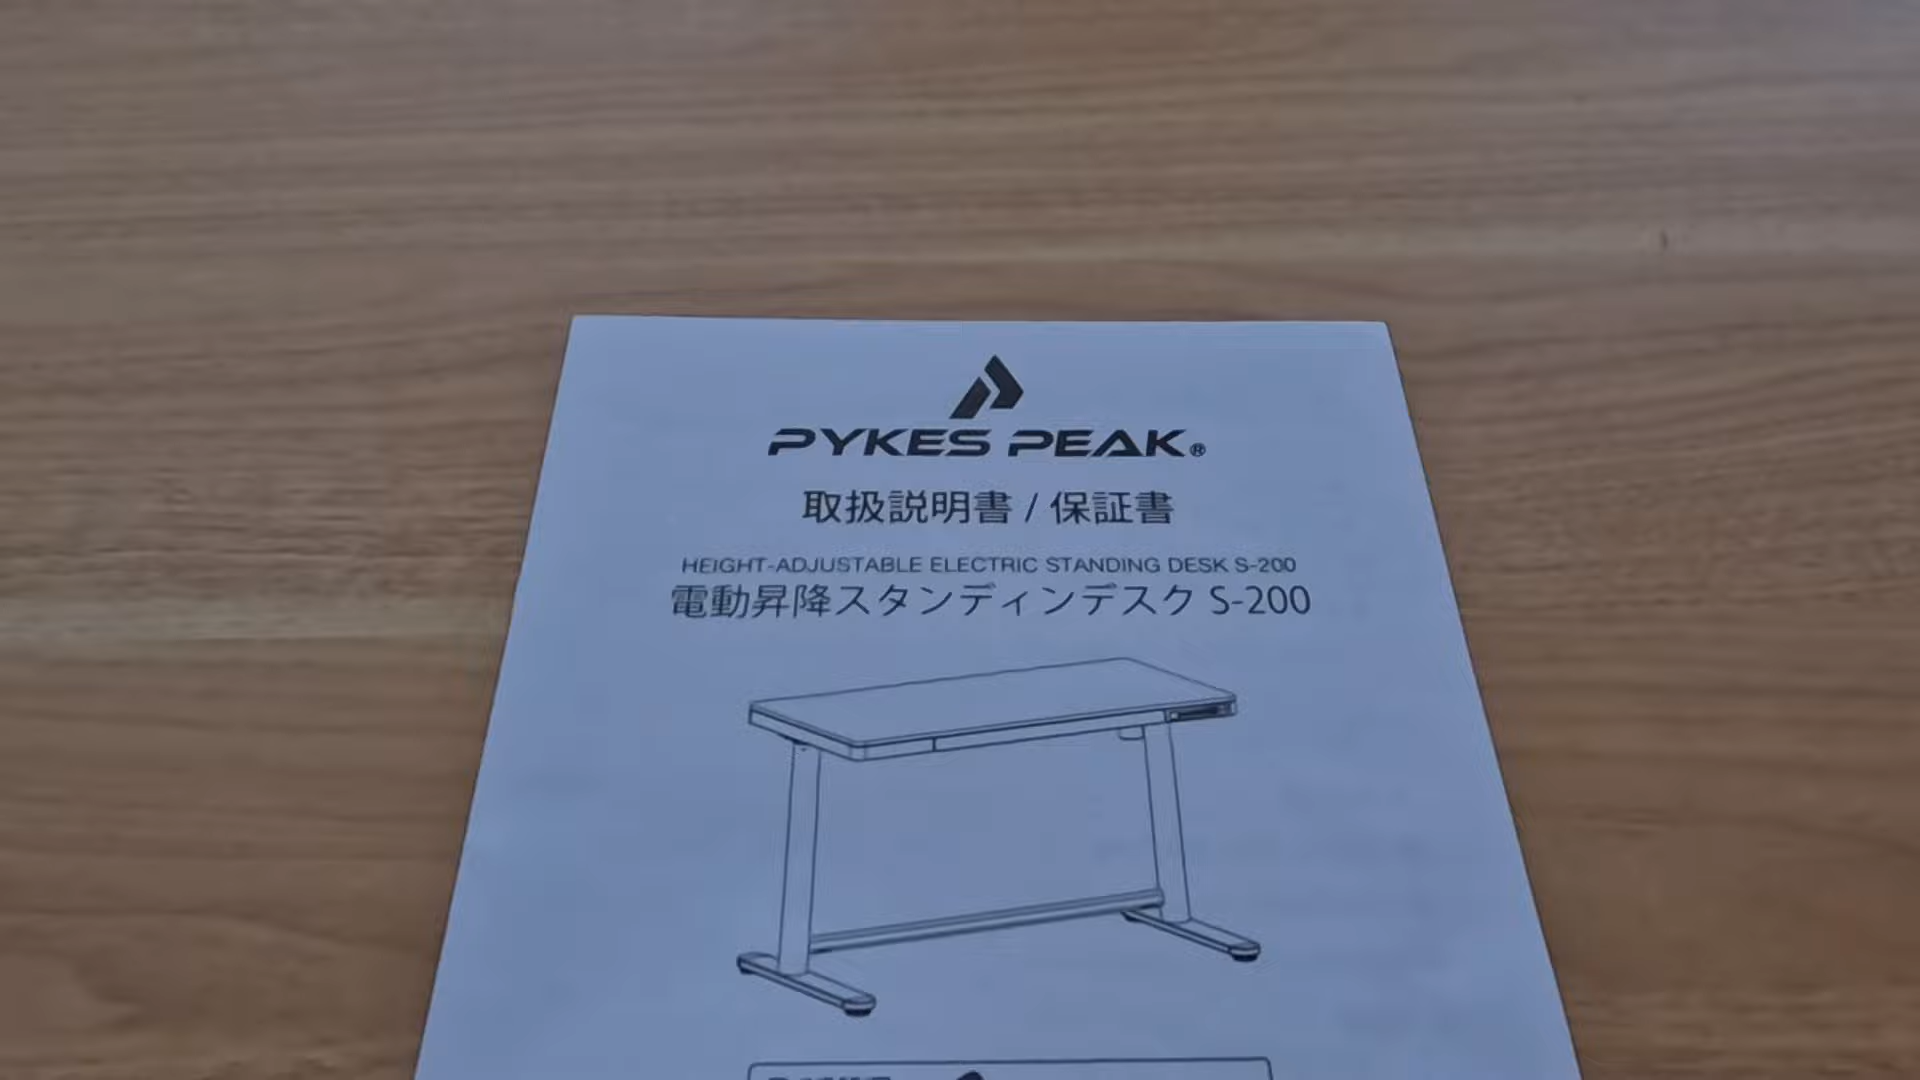 PYKES PEAK®
取扱説明書 / 保証書
HEIGHT-ADJUSTABLE ELECTRIC STANDING DESK S-200
電動昇降スタンディンデスク S-200